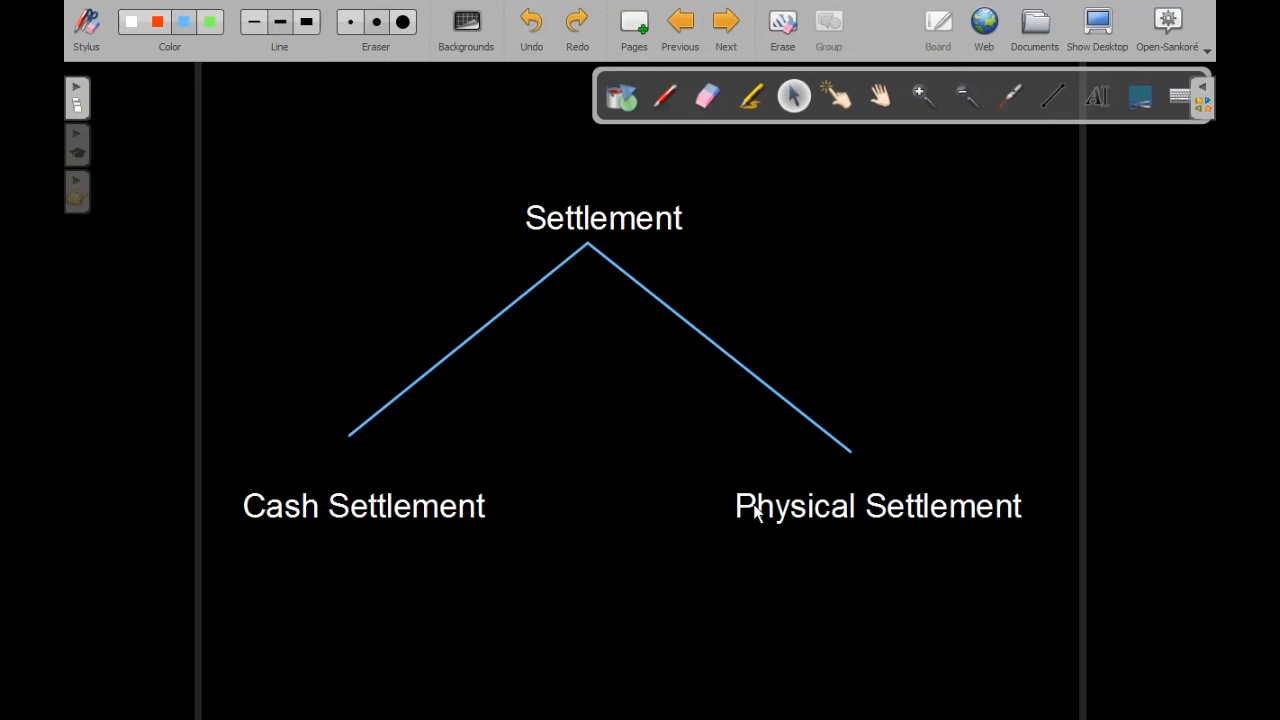 Stylus
Color
Line
Eraser
Backgrounds
Undo
Redo
Pages
Previous
Next
Erase
Group
Board
Web
Documents
Show Desktop
Open-Sankoré
AI
Settlement
Cash Settlement
Physical Settlement